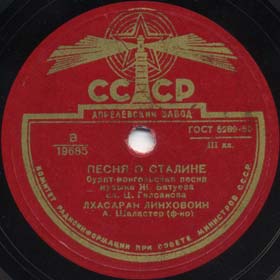 СССР
АПРЕЛЕВСКИЙ ЗАВОД
В
19685
ГОСТ 5289-50
III кл.
ПЕСНЯ О СТАЛИНЕ
бурят-монгольская песня
музыка Ж. Батуева
сл. Ц. Галсанова
ЛХАСАРАН ЛИНХОВОИН
А. Шаластер (ф-но)
КОМИТЕТ РАДИОИНФОРМАЦИИ ПРИ СОВЕТЕ МИНИСТРОВ СССР